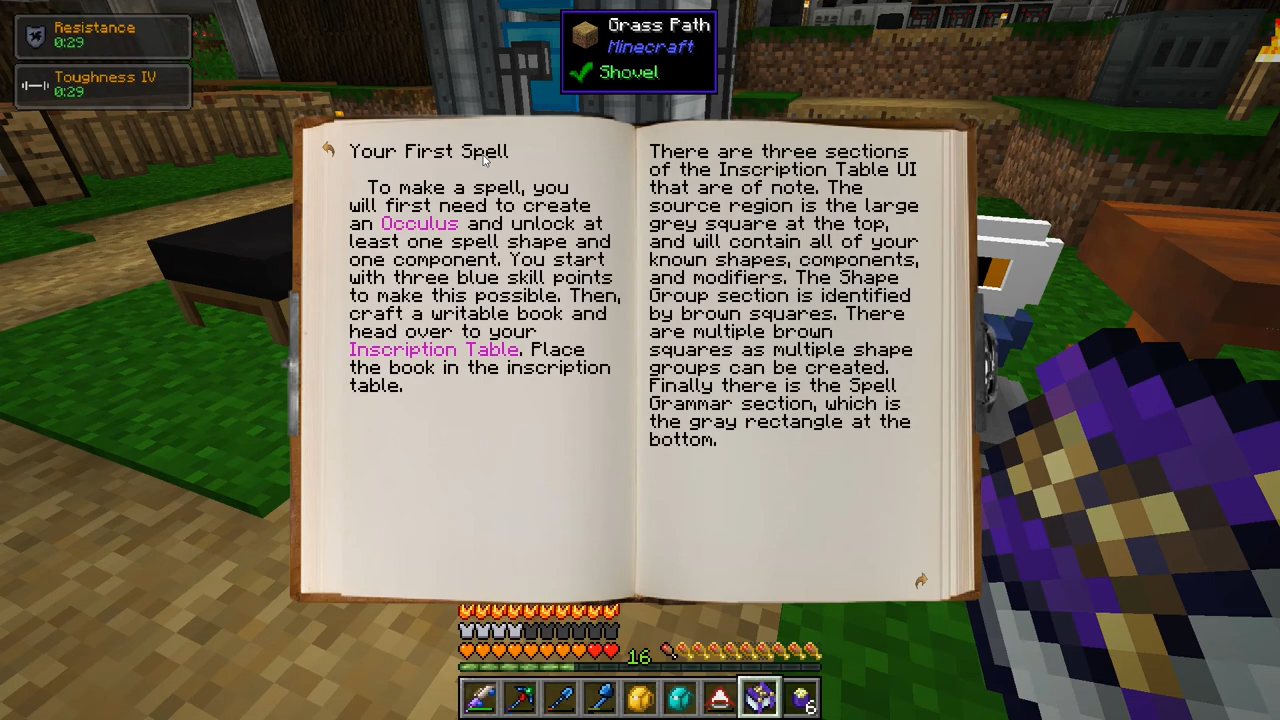 Resistance
0:29
Toughness IV
0:29
Grass Path
Minecraft
Shovel
Your First Spell
To make a spell, you
will first need to create
an Occulus and unlock at
least one spell shape and
one component. You start
with three blue skill points
to make this possible. Then,
craft a writable book and
head over to your
Inscription Table. Place
the book in the inscription
table.
There are three sections
of the Inscription Table UI
that are of note. The
source region is the large
grey square at the top,
and will contain all of your
known shapes, components,
and modifiers. The Shape
Group section is identified
by brown squares. There
are multiple brown
squares as multiple shape
groups can be created.
Finally there is the Spell
Grammar section, which is
the gray rectangle at the
bottom.
16
6